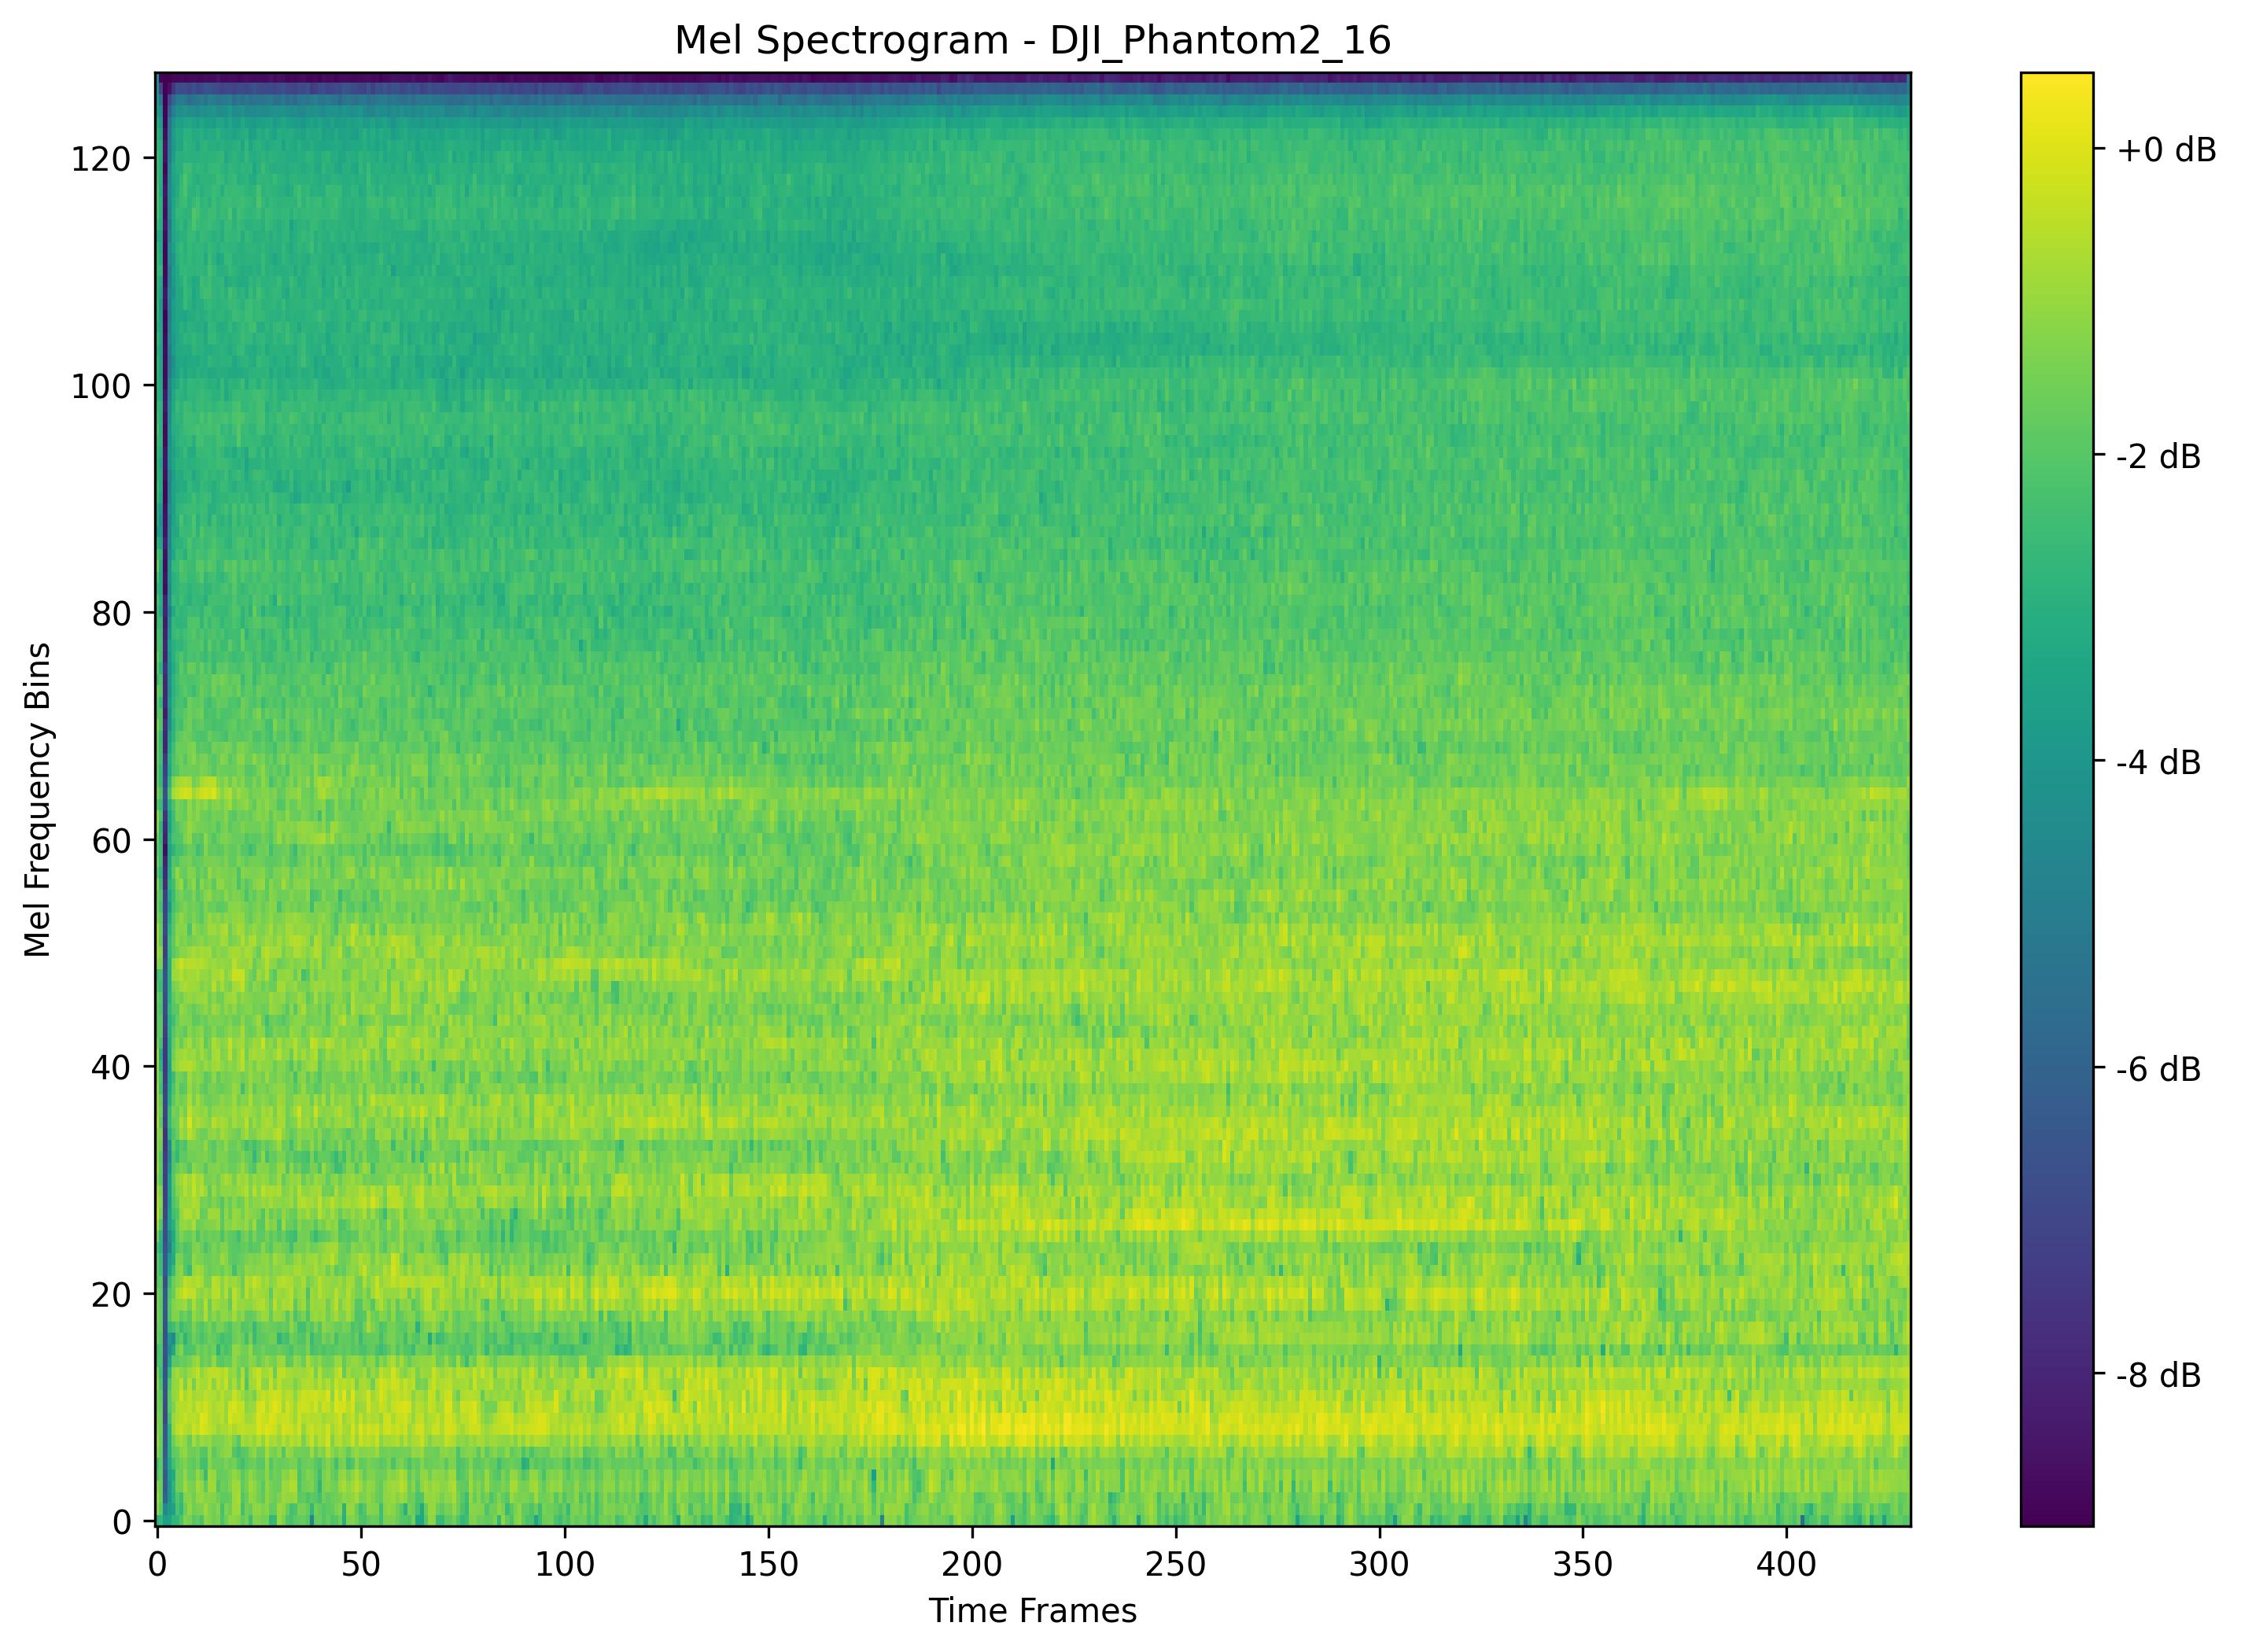 Mel Spectrogram - DJI_Phantom2_16
120
100
80
60
40
20
0
Mel Frequency Bins
0 50 100 150 200 250 300 350 400
Time Frames
+0 dB
-2 dB
-4 dB
-6 dB
-8 dB